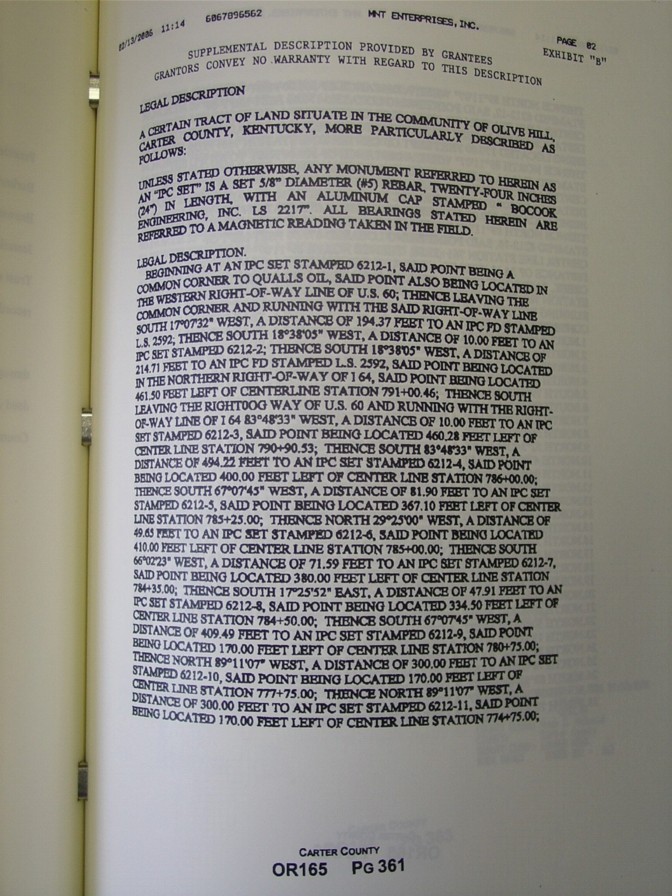 02/13/2006 11:14 6067896562 MNT ENTERPRISES, INC. PAGE 02
SUPPLEMENTAL DESCRIPTION PROVIDED BY GRANTEES EXHIBIT "B"
GRANTORS CONVEY NO WARRANTY WITH REGARD TO THIS DESCRIPTION
LEGAL DESCRIPTION
A CERTAIN TRACT OF LAND SITUATE IN THE COMMUNITY OF OLIVE HILL,
CARTER COUNTY, KENTUCKY, MORE PARTICULARLY DESCRIBED AS
FOLLOWS:
UNLESS STATED OTHERWISE, ANY MONUMENT REFERRED TO HEREIN AS
AN "IPC SET" IS A SET 5/8" DIAMETER (#5) REBAR, TWENTY-FOUR INCHES
(24") IN LENGTH, WITH AN ALUMINUM CAP STAMPED " BOCOOK
ENGINEERING, INC. LS 2217". ALL BEARINGS STATED HEREIN ARE
REFERRED TO A MAGNETIC READING TAKEN IN THE FIELD.
LEGAL DESCRIPTION.
BEGINNING AT AN IPC SET STAMPED 6212-1, SAID POINT BEING A
COMMON CORNER TO QUALLS OIL, SAID POINT ALSO BEING LOCATED IN
THE WESTERN RIGHT-OF-WAY LINE OF U.S. 60; THENCE LEAVING THE
COMMON CORNER AND RUNNING WITH THE SAID RIGHT-OF-WAY LINE
SOUTH 17°07'32" WEST, A DISTANCE OF 194.37 FEET TO AN IPC FD STAMPED
L.S. 2592; THENCE SOUTH 18°38'05" WEST, A DISTANCE OF 10.00 FEET TO AN
IPC SET STAMPED 6212-2; THENCE SOUTH 18°38'05" WEST, A DISTANCE OF
214.71 FEET TO AN IPC FD STAMPED L.S. 2592, SAID POINT BEING LOCATED
IN THE NORTHERN RIGHT-OF-WAY OF I 64, SAID POINT BEING LOCATED
461.50 FEET LEFT OF CENTERLINE STATION 791+00.46; THENCE SOUTH
LEAVING THE RIGHTOOG WAY OF U.S. 60 AND RUNNING WITH THE RIGHT-
OF-WAY LINE OF I 64 83°48'33" WEST, A DISTANCE OF 10.00 FEET TO AN IPC
SET STAMPED 6212-3, SAID POINT BEING LOCATED 460.28 FEET LEFT OF
CENTER LINE STATION 790+90.53; THENCE SOUTH 83°48'33" WEST, A
DISTANCE OF 494.22 FEET TO AN IPC SET STAMPED 6212-4, SAID POINT
BEING LOCATED 400.00 FEET LEFT OF CENTER LINE STATION 786+00.00;
THENCE SOUTH 67°07'45" WEST, A DISTANCE OF 81.90 FEET TO AN IPC SET
STAMPED 6212-5, SAID POINT BEING LOCATED 367.10 FEET LEFT OF CENTER
LINE STATION 785+25.00; THENCE NORTH 29°25'00" WEST, A DISTANCE OF
49.65 FEET TO AN IPC SET STAMPED 6212-6, SAID POINT BEING LOCATED
410.00 FEET LEFT OF CENTER LINE STATION 785+00.00; THENCE SOUTH
66°02'23" WEST, A DISTANCE OF 71.59 FEET TO AN IPC SET STAMPED 6212-7,
SAID POINT BEING LOCATED 380.00 FEET LEFT OF CENTER LINE STATION
784+35.00; THENCE SOUTH 17°25'52" EAST, A DISTANCE OF 47.91 FEET TO AN
IPC SET STAMPED 6212-8, SAID POINT BEING LOCATED 334.50 FEET LEFT OF
CENTER LINE STATION 784+50.00; THENCE SOUTH 67°07'45" WEST, A
DISTANCE OF 409.49 FEET TO AN IPC SET STAMPED 6212-9, SAID POINT
BEING LOCATED 170.00 FEET LEFT OF CENTER LINE STATION 780+75.00;
THENCE NORTH 89°11'07" WEST, A DISTANCE OF 300.00 FEET TO AN IPC SET
STAMPED 6212-10, SAID POINT BEING LOCATED 170.00 FEET LEFT OF
CENTER LINE STATION 777+75.00; THENCE NORTH 89°11'07" WEST, A
DISTANCE OF 300.00 FEET TO AN IPC SET STAMPED 6212-11, SAID POINT
BEING LOCATED 170.00 FEET LEFT OF CENTER LINE STATION 774+75.00;
CARTER COUNTY
OR165 PG 361